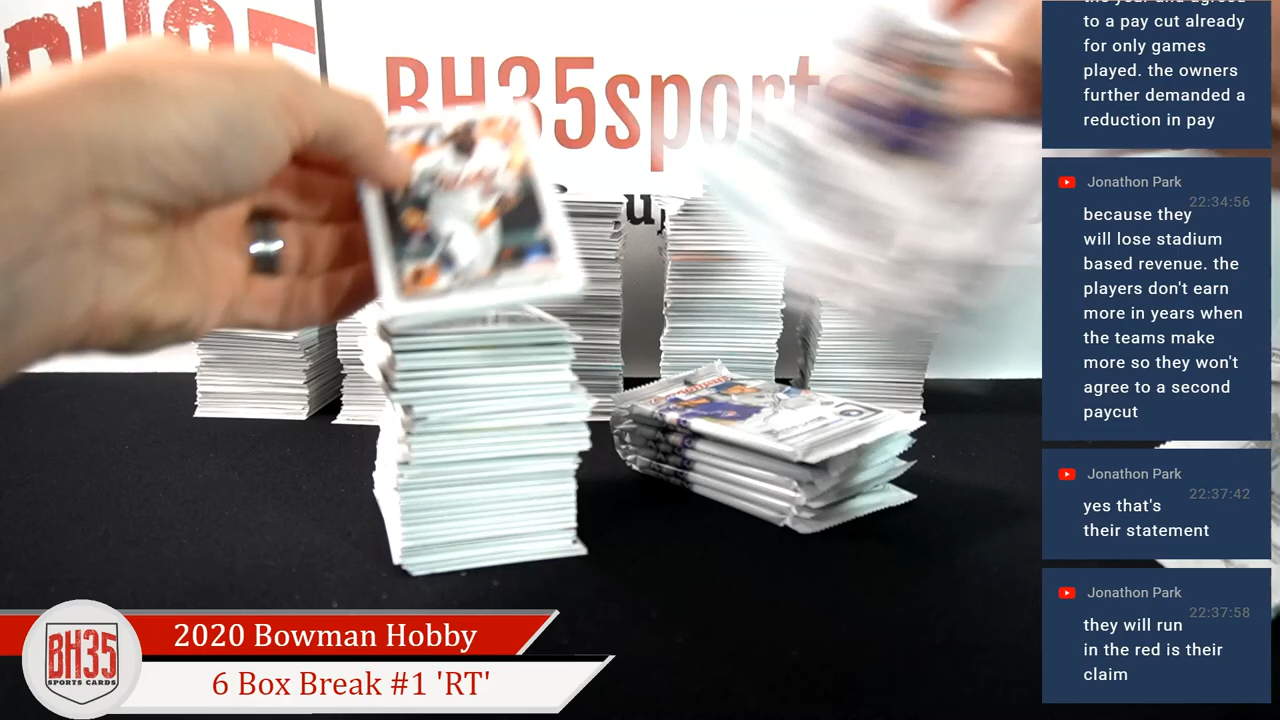 BH35
BH35sports
to a pay cut already
for only games
played. the owners
further demanded a
reduction in pay
Jonathon Park
22:34:56
because they
will lose stadium
based revenue. the
players don't earn
more in years when
the teams make
more so they won't
agree to a second
paycut
Jonathon Park
22:37:42
yes that's
their statement
Jonathon Park
22:37:58
they will run
in the red is their
claim
2020 Bowman Hobby
6 Box Break #1 'RT'
BH35
SPORTS CARDS